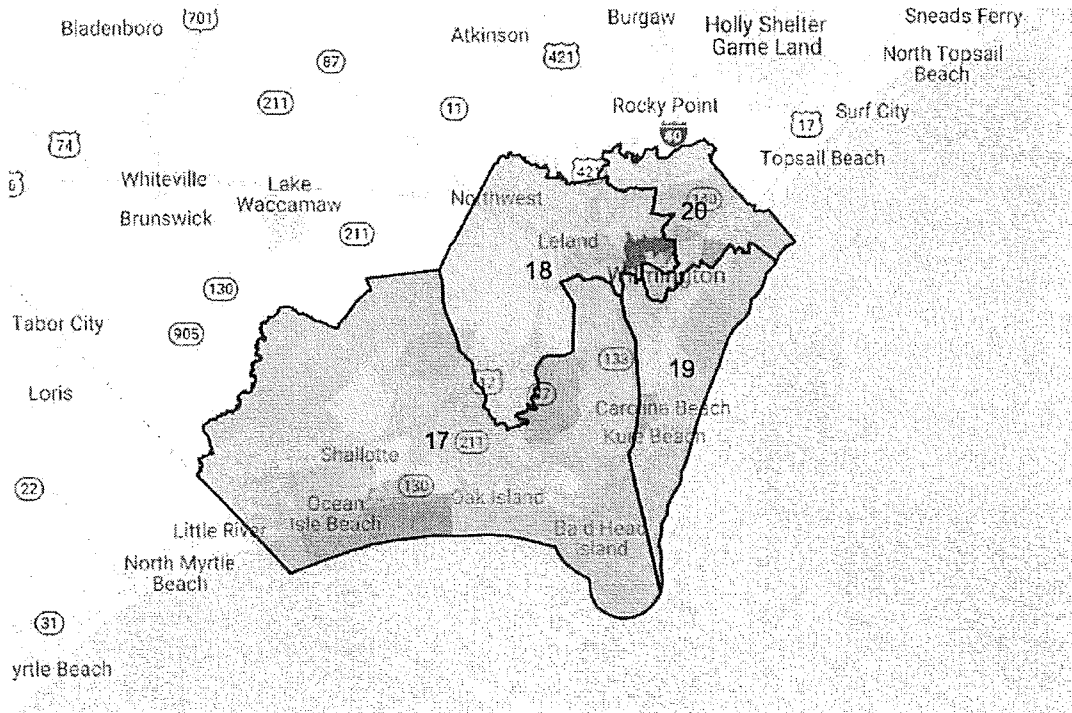 Bladenboro
701
Burgaw
Holly Shelter
Game Land
Sneads Ferry
Atkinson
421
87
North Topsail
Beach
211
11
Rocky Point
Surf City
17
74
40
Topsail Beach
421
Whiteville
Lake
Waccamaw
Northwest
20
Brunswick
211
Leland
18
Wilmington
130
Tabor City
905
133
19
17
Loris
87
Carolina Beach
Kure Beach
17
211
Shallotte
22
130
Oak Island
Ocean
Isle Beach
Little River
Bald Head
Island
North Myrtle
Beach
31
yrtle Beach